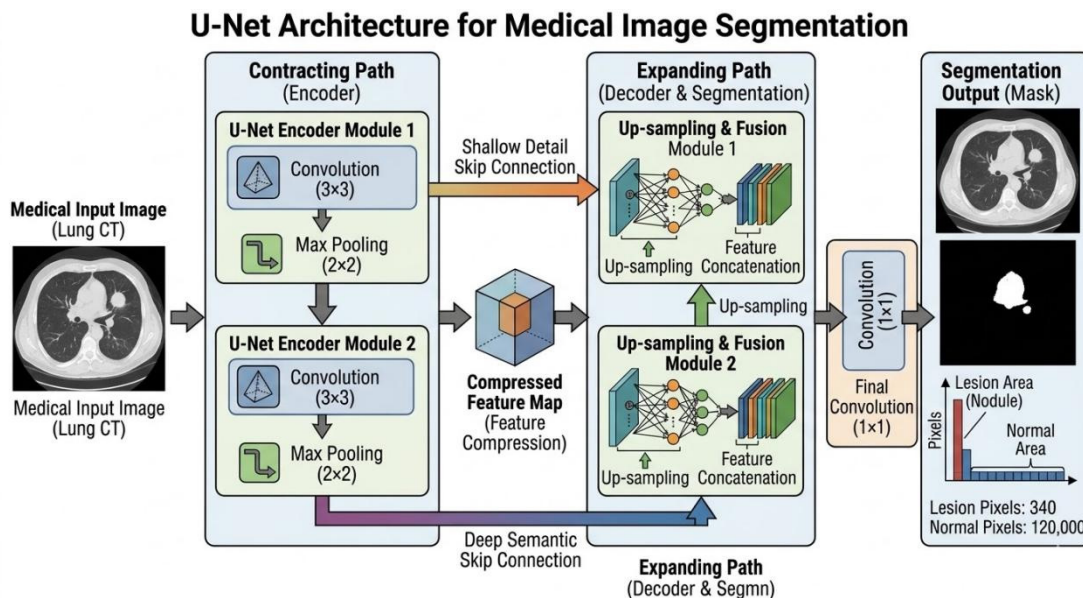 U-Net Architecture for Medical Image Segmentation
Medical Input Image
(Lung CT)
Medical Input Image
(Lung CT)
Contracting Path
(Encoder)
U-Net Encoder Module 1
Convolution
(3×3)
Max Pooling
(2×2)
U-Net Encoder Module 2
Convolution
(3×3)
Max Pooling
(2×2)
Shallow Detail
Skip Connection
Compressed
Feature Map
(Feature
Compression)
Deep Semantic
Skip Connection
Expanding Path
(Decoder & Segmentation)
Up-sampling & Fusion
Module 1
Up-sampling
Feature
Concatenation
Up-sampling
Up-sampling & Fusion
Module 2
Up-sampling
Feature
Concatenation
Expanding Path
(Decoder & Segmn)
Convolution
(1×1)
Final
Convolution
(1×1)
Segmentation
Output (Mask)
Pixels
Lesion Area
(Nodule)
Normal
Area
Lesion Pixels: 340
Normal Pixels: 120,000